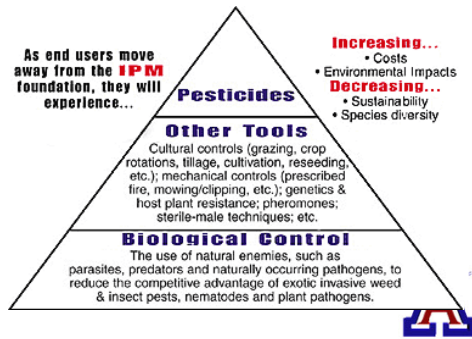 As end users move
away from the IPM
foundation, they will
experience...
Increasing...
• Costs
• Environmental Impacts
Decreasing...
• Sustainability
• Species diversity
Pesticides
Other Tools
Cultural controls (grazing, crop
rotations, tillage, cultivation, reseeding,
etc.); mechanical controls (prescribed
fire, mowing/clipping, etc.); genetics &
host plant resistance; pheromones;
sterile-male techniques; etc.
Biological Control
The use of natural enemies, such as
parasites, predators and naturally occurring pathogens, to
reduce the competitive advantage of exotic invasive weed
& insect pests, nematodes and plant pathogens.